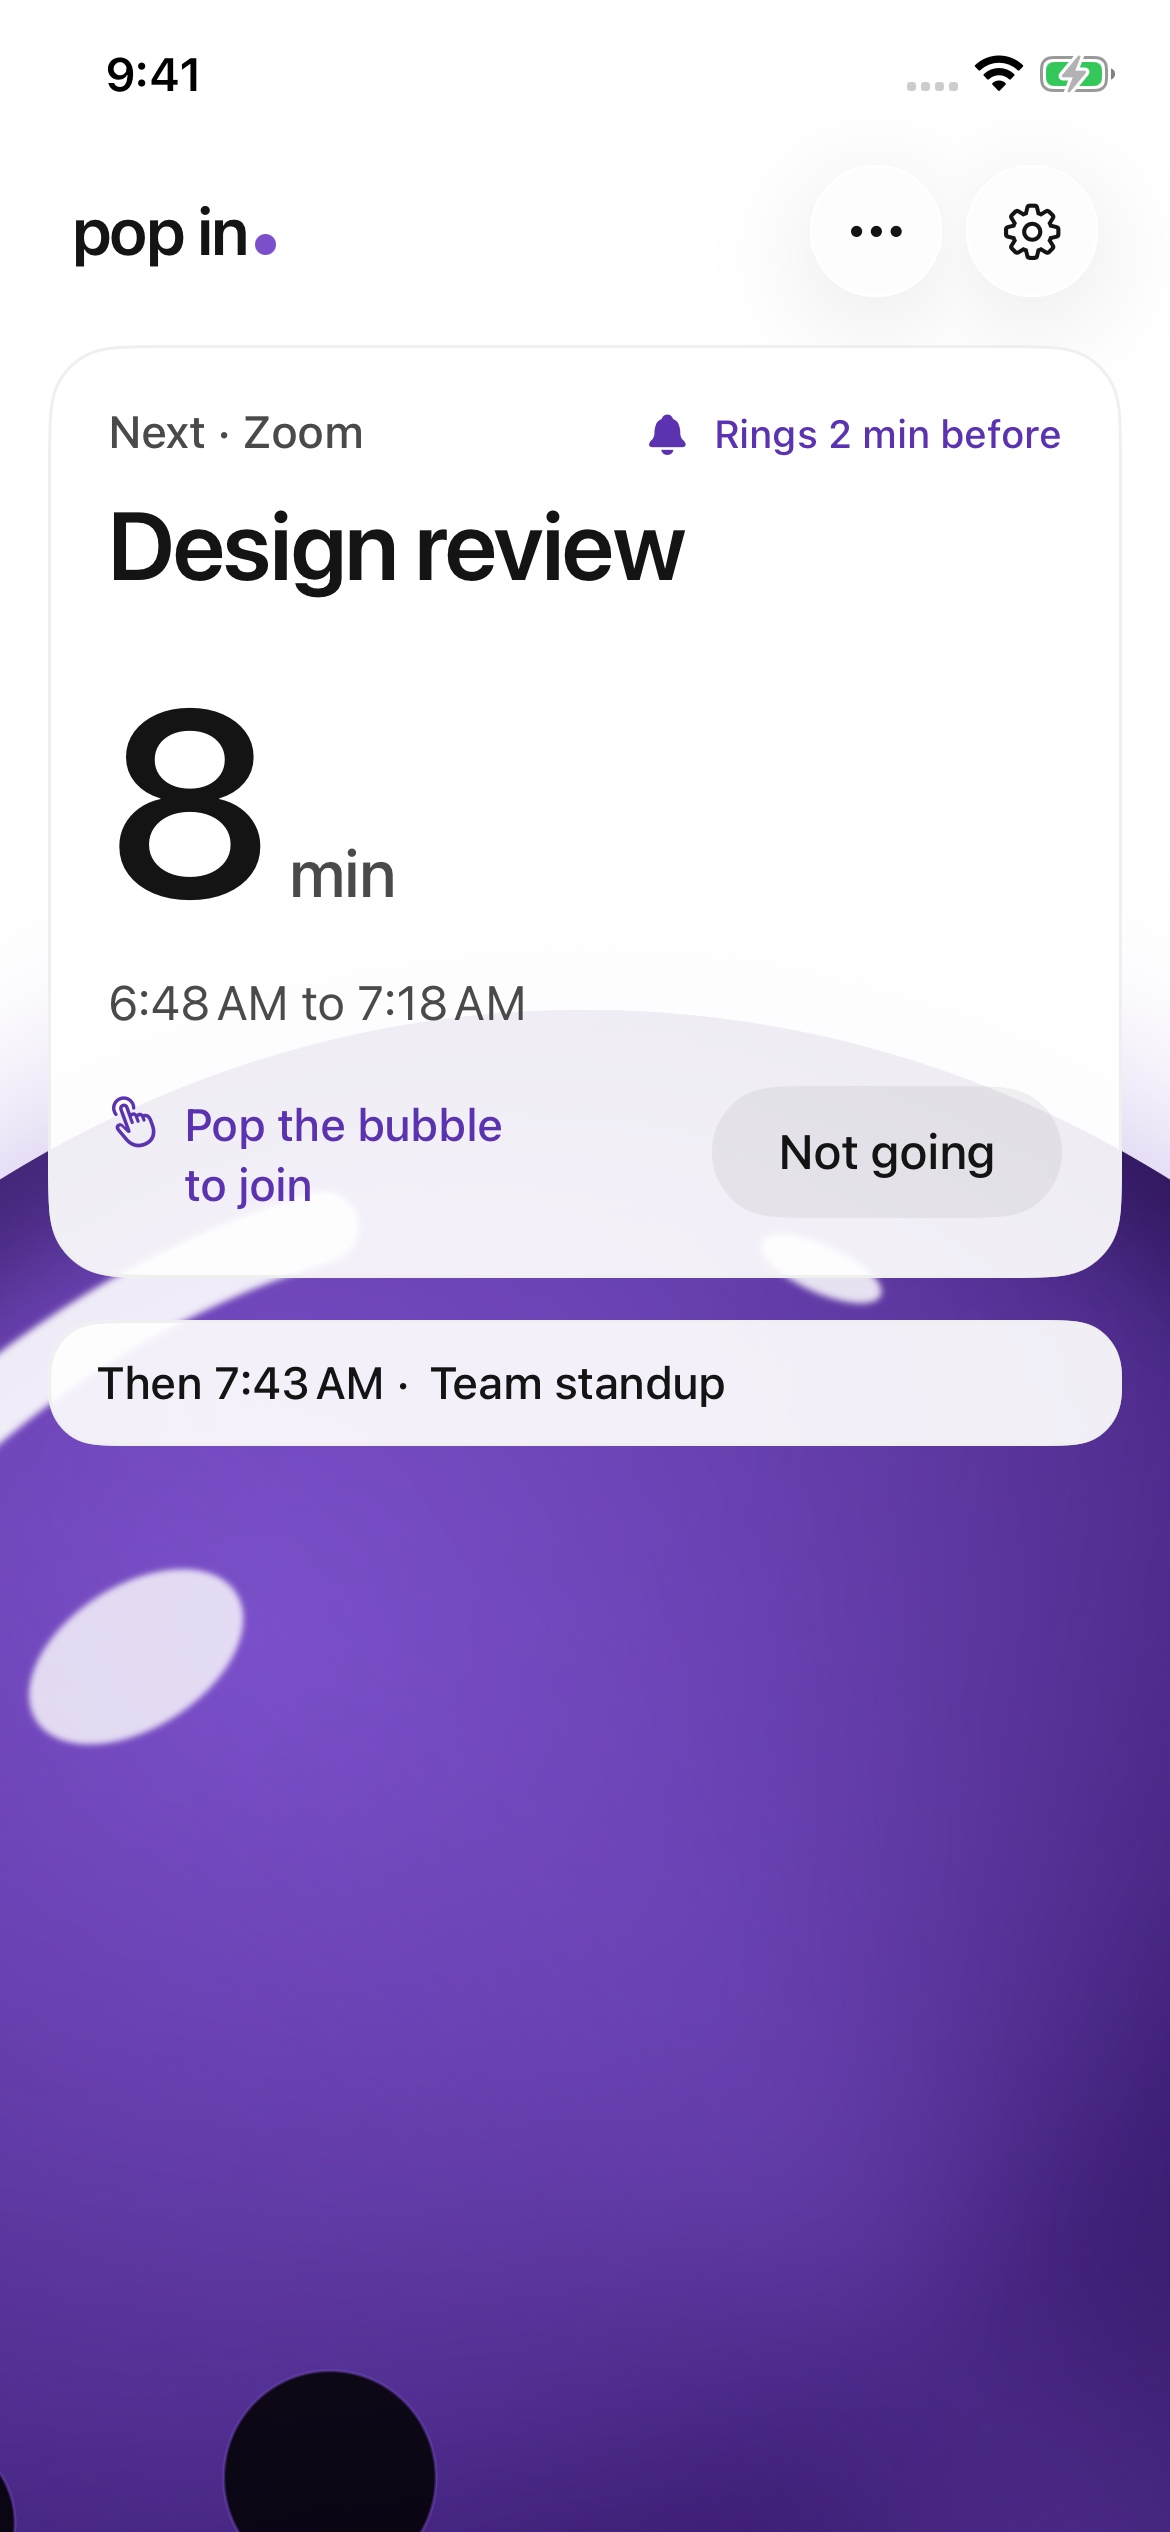 9:41
pop in
Next · Zoom
Rings 2 min before
Design review
8 min
6:48 AM to 7:18 AM
Pop the bubble
to join
Not going
Then 7:43 AM · Team standup